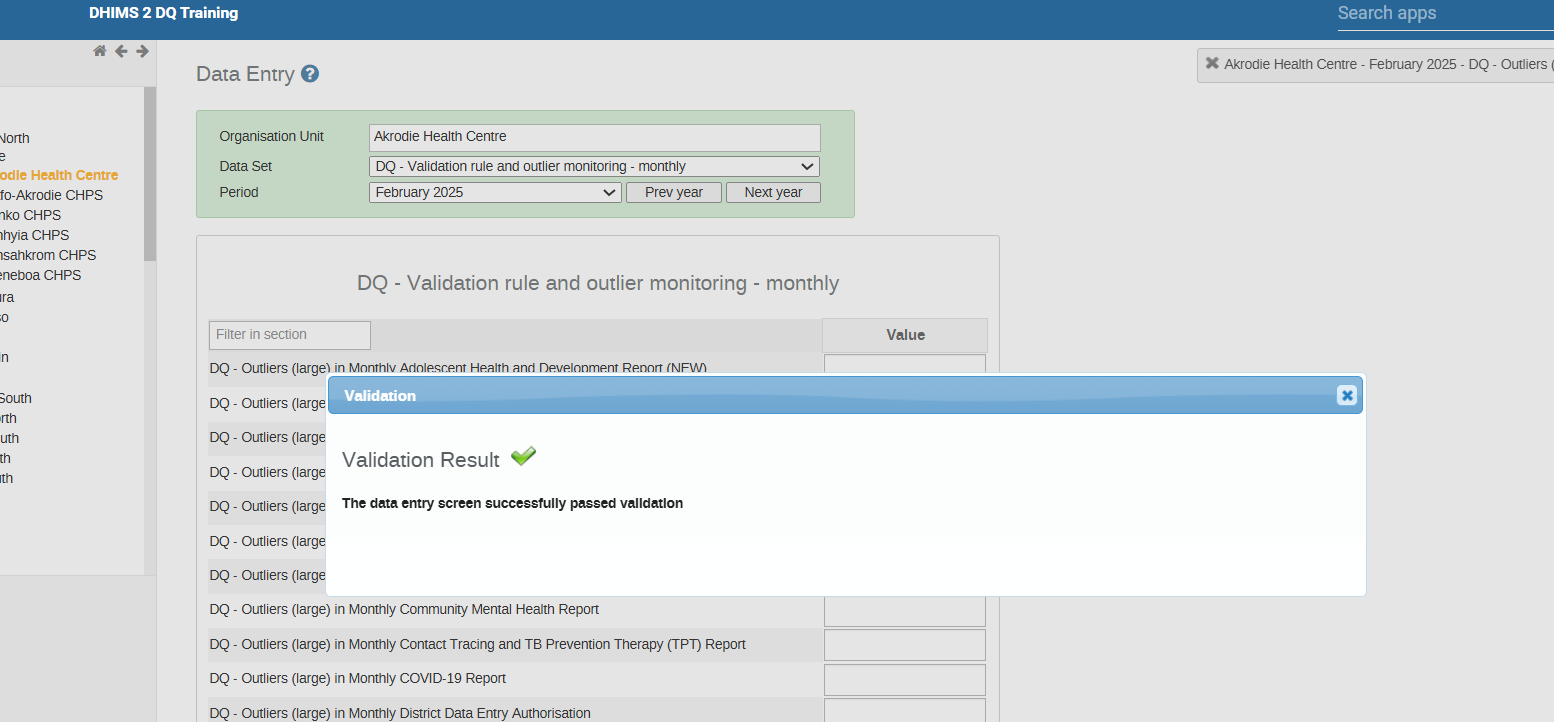 DHIMS 2 DQ Training
Search apps
North
e
odie Health Centre
fo-Akrodie CHPS
nko CHPS
nhyia CHPS
nsahkrom CHPS
eneboa CHPS
ura
so
in
South
rth
uth
th
uth
Data Entry
Akrodie Health Centre - February 2025 - DQ - Outliers (
Organisation Unit Akrodie Health Centre
Data Set DQ - Validation rule and outlier monitoring - monthly
Period February 2025 Prev year Next year
DQ - Validation rule and outlier monitoring - monthly
Filter in section Value
DQ - Outliers (large) in Monthly Adolescent Health and Development Report (NEW)
DQ - Outliers (large
DQ - Outliers (large
DQ - Outliers (large
DQ - Outliers (large
DQ - Outliers (large
DQ - Outliers (large
Validation
Validation Result
The data entry screen successfully passed validation
DQ - Outliers (large) in Monthly Community Mental Health Report
DQ - Outliers (large) in Monthly Contact Tracing and TB Prevention Therapy (TPT) Report
DQ - Outliers (large) in Monthly COVID-19 Report
DQ - Outliers (large) in Monthly District Data Entry Authorisation